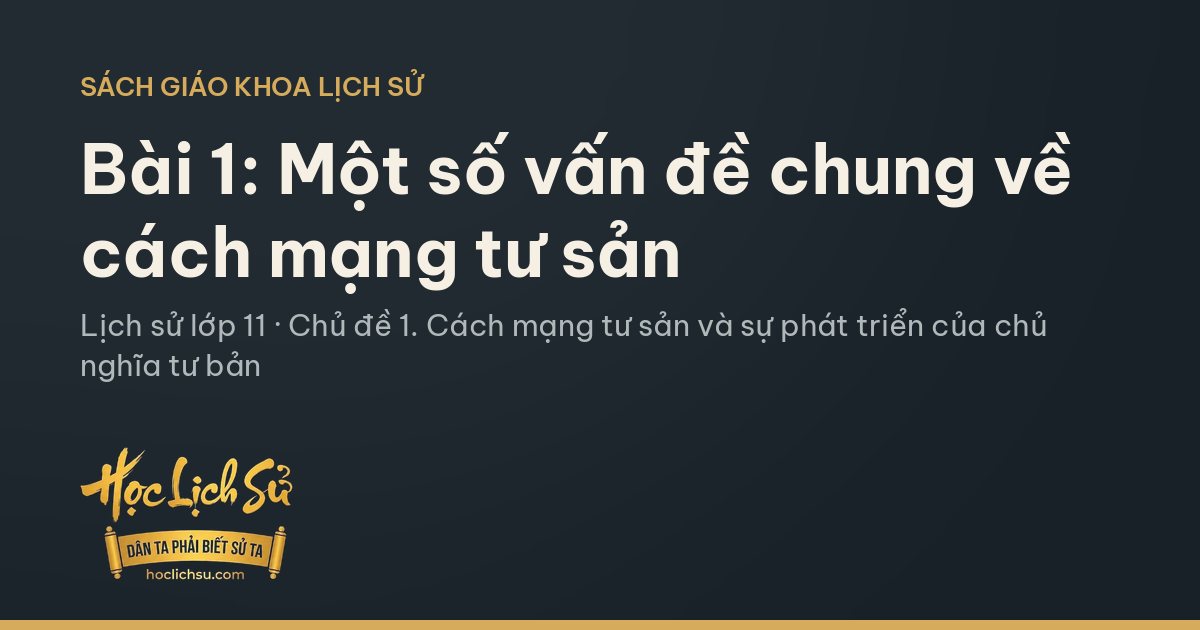 SÁCH GIÁO KHOA LỊCH SỬ
Bài 1: Một số vấn đề chung về
cách mạng tư sản
Lịch sử lớp 11 · Chủ đề 1. Cách mạng tư sản và sự phát triển của chủ
nghĩa tư bản
Học Lịch Sử
DÂN TA PHẢI BIẾT SỬ TA
hoclichsu.com